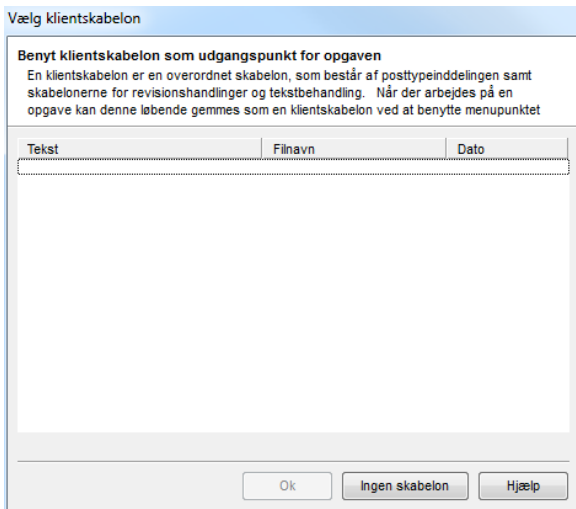 Vælg klientskabelon
Benyt klientskabelon som udgangspunkt for opgaven
En klientskabelon er en overordnet skabelon, som består af posttypeinddelingen samt
skabelonerne for revisionshandlinger og tekstbehandling. Når der arbejdes på en
opgave kan denne løbende gemmes som en klientskabelon ved at benytte menupunktet
Tekst Filnavn Dato
Ok Ingen skabelon Hjælp